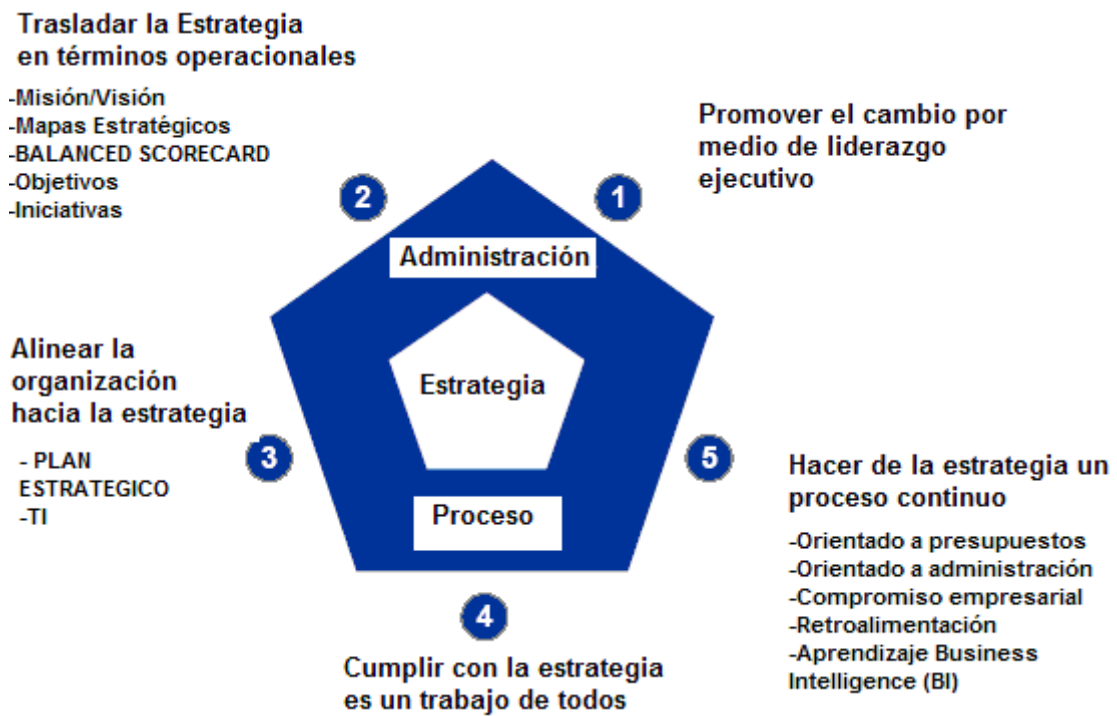 Trasladar la Estrategia
en términos operacionales
-Misión/Visión
-Mapas Estratégicos
-BALANCED SCORECARD
-Objetivos
-Iniciativas
Promover el cambio por
medio de liderazgo
ejecutivo
2
1
Administración
Alinear la
organización
hacia la estrategia
- PLAN
ESTRATEGICO
-TI
3
Estrategia
5
Hacer de la estrategia un
proceso continuo
-Orientado a presupuestos
-Orientado a administración
-Compromiso empresarial
-Retroalimentación
-Aprendizaje Business
Intelligence (BI)
Proceso
4
Cumplir con la estrategia
es un trabajo de todos